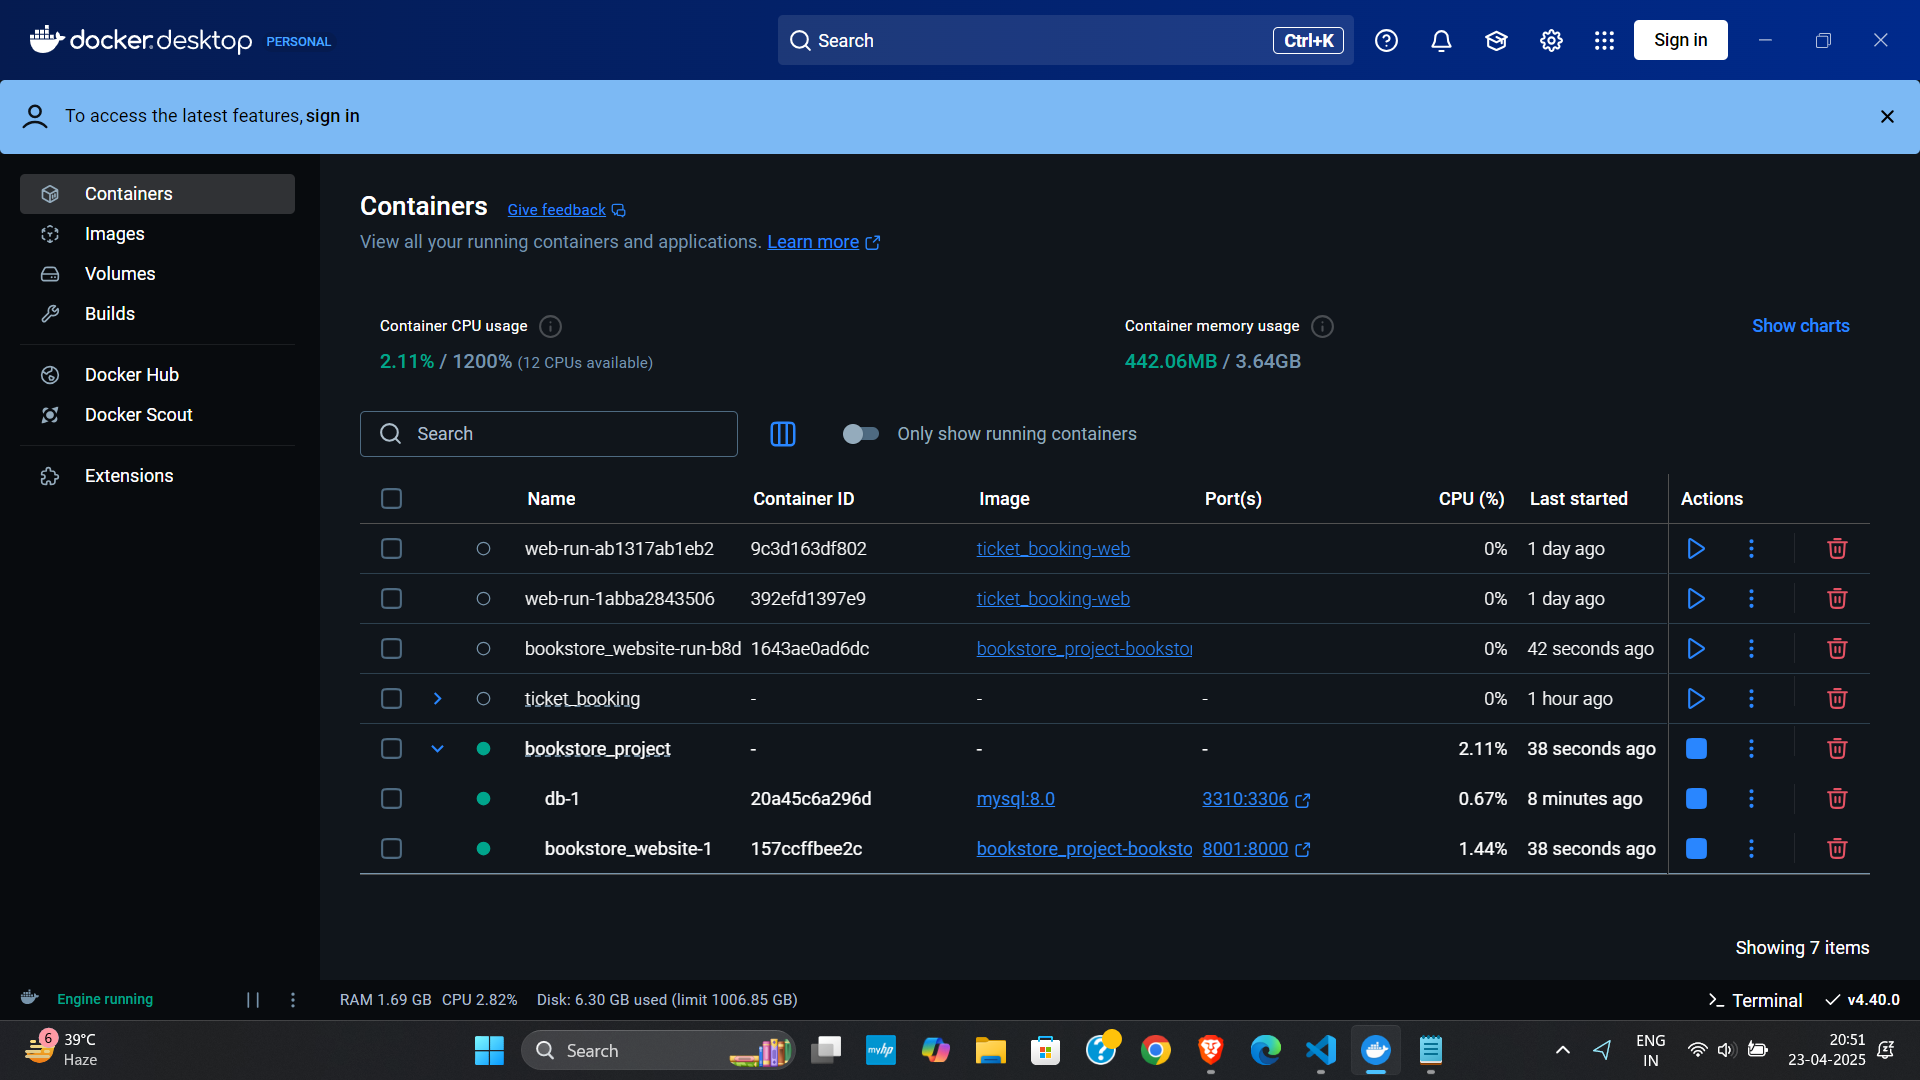 docker.desktop PERSONAL
Search Ctrl+K
Sign in
To access the latest features, sign in
Containers
Images
Volumes
Builds
Docker Hub
Docker Scout
Extensions
Containers Give feedback
View all your running containers and applications. Learn more
Container CPU usage
2.11% / 1200% (12 CPUs available)
Container memory usage
442.06MB / 3.64GB
Show charts
Search
Only show running containers
Name Container ID Image Port(s) CPU (%) Last started Actions
web-run-ab1317ab1eb2 9c3d163df802 ticket_booking-web 0% 1 day ago
web-run-1abba2843506 392efd1397e9 ticket_booking-web 0% 1 day ago
bookstore_website-run-b8d 1643ae0ad6dc bookstore_project-bookstor 0% 42 seconds ago
ticket_booking - - - 0% 1 hour ago
bookstore_project - - - 2.11% 38 seconds ago
db-1 20a45c6a296d mysql:8.0 3310:3306 0.67% 8 minutes ago
bookstore_website-1 157ccffbee2c bookstore_project-booksto 8001:8000 1.44% 38 seconds ago
Showing 7 items
Engine running
RAM 1.69 GB CPU 2.82% Disk: 6.30 GB used (limit 1006.85 GB)
Terminal v4.40.0
6
39°C
Haze
Search
myhp
ENG
IN
20:51
23-04-2025